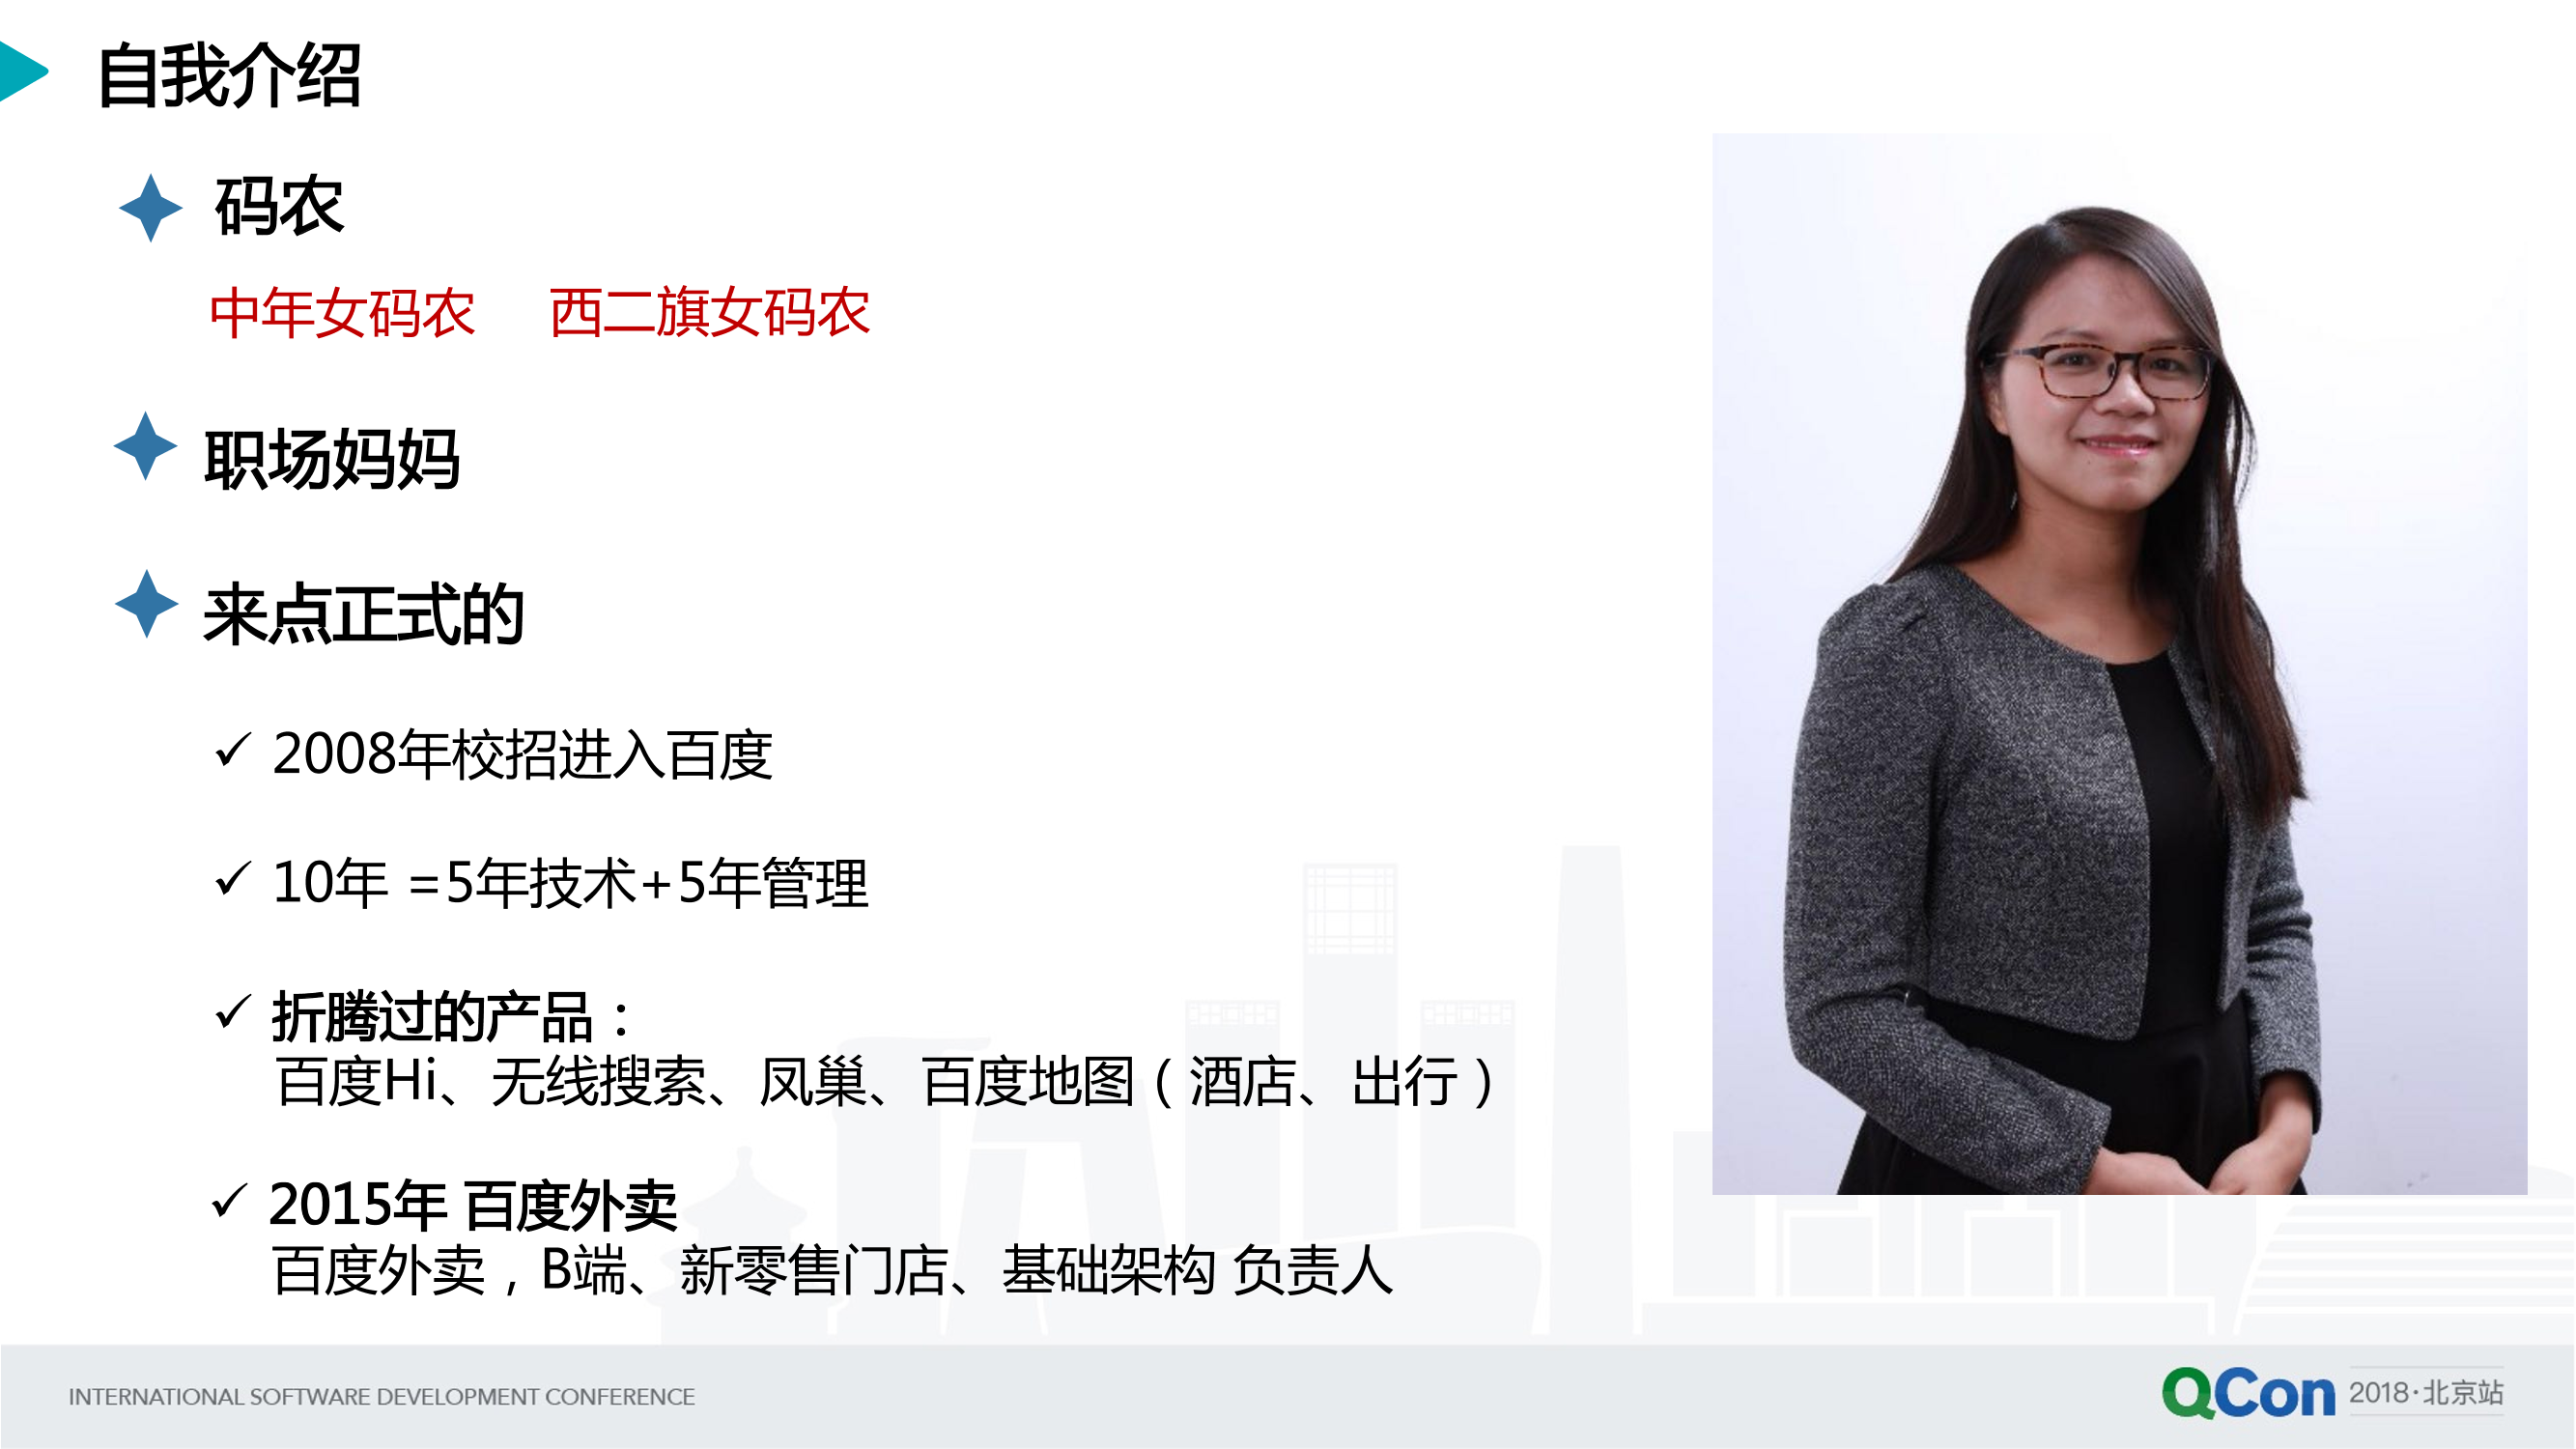 自我介绍
码农
中年女码农 西二旗女码农
职场妈妈
来点正式的
✓ 2008年校招进入百度
✓ 10年 =5年技术+5年管理
✓ 折腾过的产品：
百度Hi、无线搜索、凤巢、百度地图（酒店、出行）
✓ 2015年 百度外卖
百度外卖，B端、新零售门店、基础架构 负责人
INTERNATIONAL SOFTWARE DEVELOPMENT CONFERENCE
QCon 2018·北京站